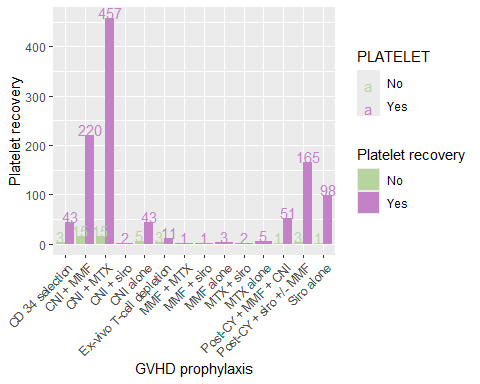 PLATELET
a No
a Yes
Platelet recovery
No
Yes
Platelet recovery
400
300
200
100
0
3 43
15 220
15 457
2
5 43
3 11
1
1
3
2
5
1 51
3 165
1 98
CD 34 selection
CNI + MMF
CNI + MTX
CNI + siro
CNI alone
Ex-vivo T-cell depletion
MMF + MTX
MMF + siro
MMF alone
MTX + siro
MTX alone
Post-CY + MMF + CNI
Post-CY + siro +/- MMF
Siro alone
GVHD prophylaxis